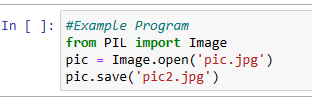 In [ ]: #Example Program
from PIL import Image
pic = Image.open('pic.jpg')
pic.save('pic2.jpg')